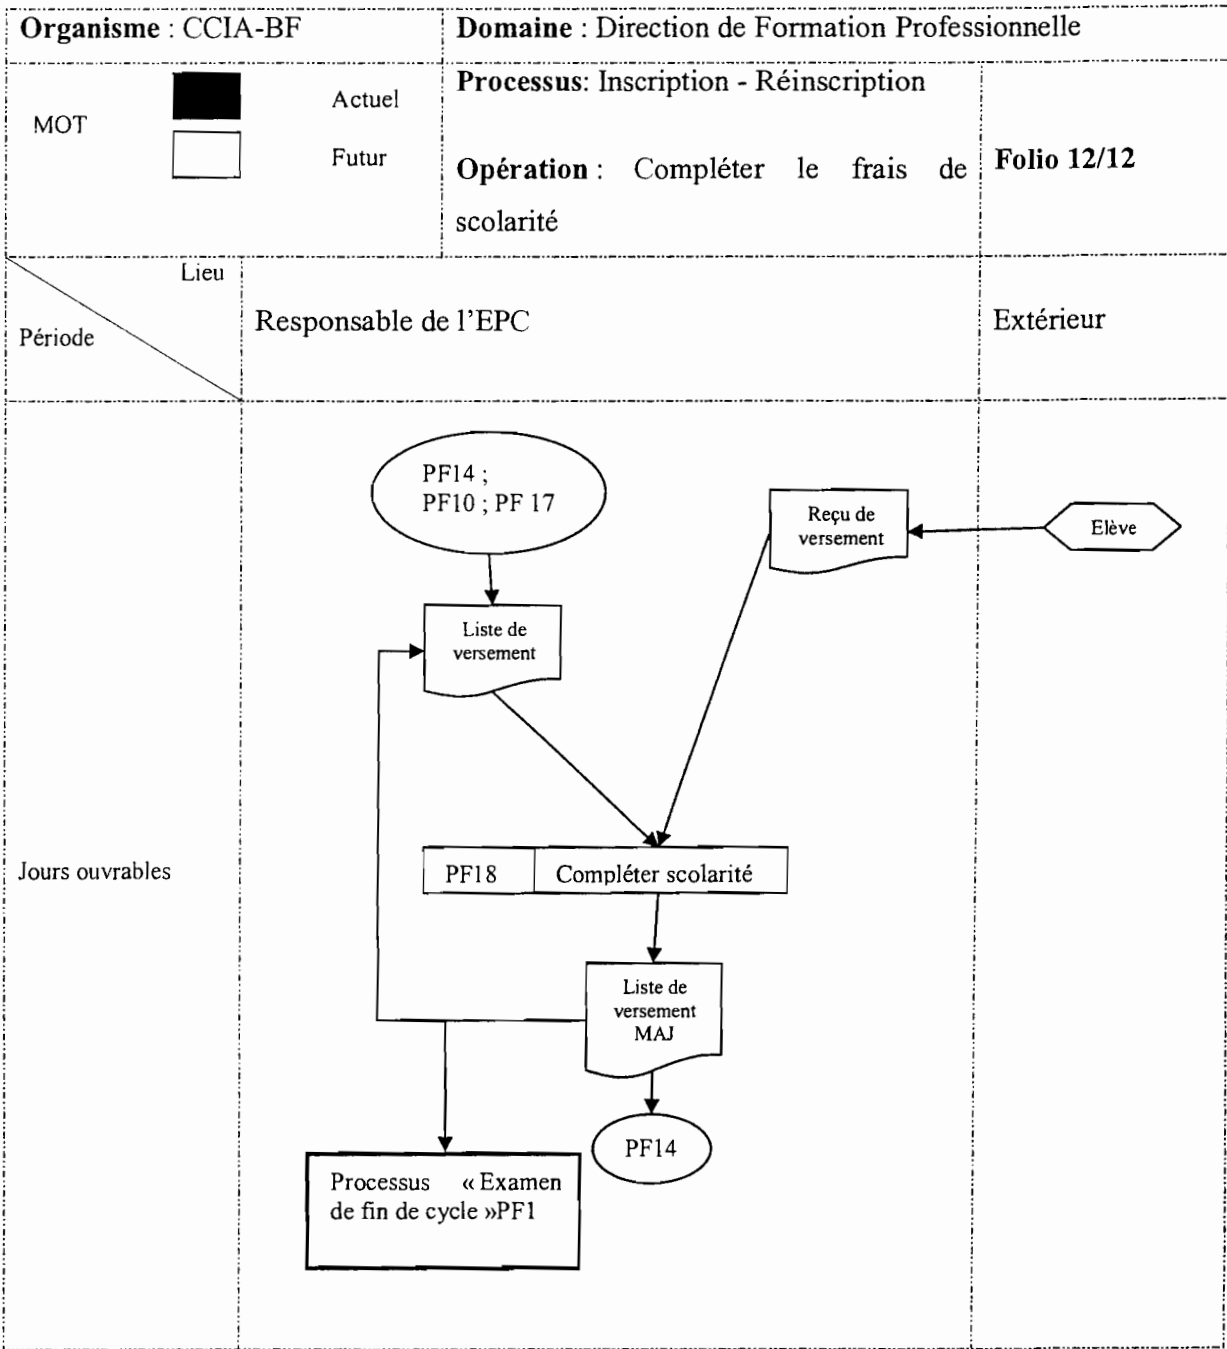 Organisme : CCIA-BF
Domaine : Direction de Formation Professionnelle
MOT
Actuel
Futur
Processus: Inscription - Réinscription
Opération : Compléter le frais de
scolarité
Folio 12/12
Lieu
Période
Responsable de l'EPC
Extérieur
Jours ouvrables
PF14 ;
PF10 ; PF 17
Reçu de
versement
Elève
Liste de
versement
PF18
Compléter scolarité
Liste de
versement
MAJ
PF14
Processus « Examen
de fin de cycle »PF1